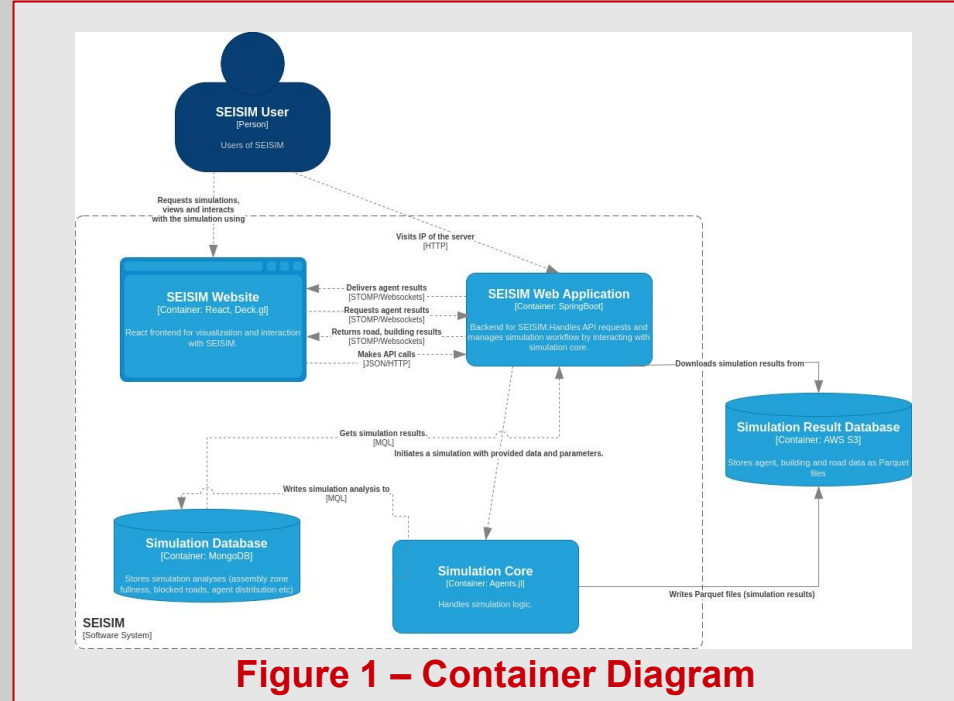 SEISIM User
[Person]
Users of SEISIM
Requests simulations,
views and interacts
with the simulation using
Visits IP of the server
[HTTP]
SEISIM Website
[Container: React, Deck.gl]
React frontend for visualization and interaction
with SEISIM.
Delivers agent results
[STOMP/Websockets]
Requests agent results
[STOMP/Websockets]
Returns road, building results
[STOMP/Websockets]
Makes API calls
[JSON/HTTP]
SEISIM Web Application
[Container: SpringBoot]
Backend for SEISIM.Handles API requests and
manages simulation workflow by interacting with
simulation core.
Downloads simulation results from
Simulation Result Database
[Container: AWS S3]
Stores agent, building and road data as Parquet
files
Gets simulation results.
[MQL]
Initiates a simulation with provided data and parameters.
Writes simulation analysis to
[MQL]
Simulation Database
[Container: MongoDB]
Stores simulation analyses (assembly zone
fullness, blocked roads, agent distribution etc)
Simulation Core
[Container: Agents.jl]
Handles simulation logic.
Writes Parquet files (simulation results)
SEISIM
[Software System]
Figure 1 – Container Diagram